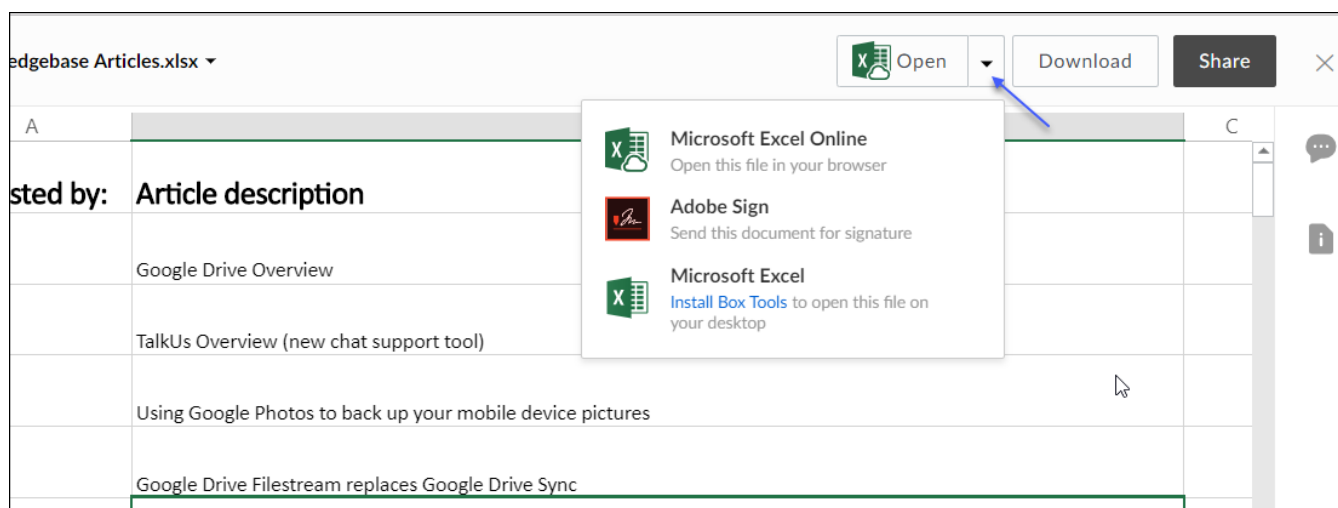 edgebase Articles.xlsx
Open
Download
Share
A
C
Microsoft Excel Online
Open this file in your browser
Adobe Sign
Send this document for signature
Microsoft Excel
Install Box Tools to open this file on
your desktop
sted by:
Article description
Google Drive Overview
TalkUs Overview (new chat support tool)
Using Google Photos to back up your mobile device pictures
Google Drive Filestream replaces Google Drive Sync